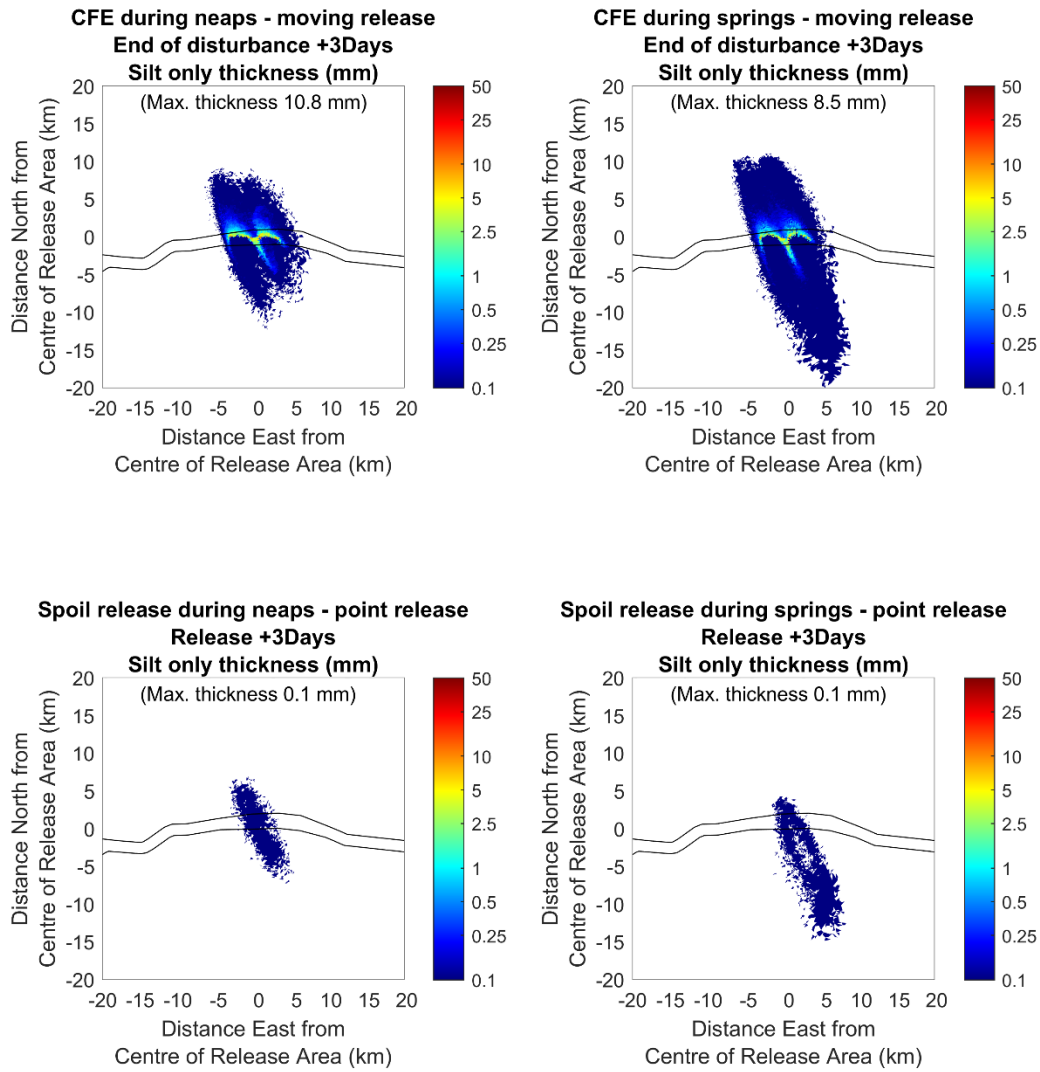 CFE during neaps - moving release
End of disturbance +3Days
Silt only thickness (mm)
(Max. thickness 10.8 mm)
Distance North from
Centre of Release Area (km)
20
15
10
5
0
-5
-10
-15
-20
-20 -15 -10 -5 0 5 10 15 20
Distance East from
Centre of Release Area (km)
50
25
10
5
2.5
1
0.5
0.25
0.1
CFE during springs - moving release
End of disturbance +3Days
Silt only thickness (mm)
(Max. thickness 8.5 mm)
Distance North from
Centre of Release Area (km)
20
15
10
5
0
-5
-10
-15
-20
-20 -15 -10 -5 0 5 10 15 20
Distance East from
Centre of Release Area (km)
50
25
10
5
2.5
1
0.5
0.25
0.1
Spoil release during neaps - point release
Release +3Days
Silt only thickness (mm)
(Max. thickness 0.1 mm)
Distance North from
Centre of Release Area (km)
20
15
10
5
0
-5
-10
-15
-20
-20 -15 -10 -5 0 5 10 15 20
Distance East from
Centre of Release Area (km)
50
25
10
5
2.5
1
0.5
0.25
0.1
Spoil release during springs - point release
Release +3Days
Silt only thickness (mm)
(Max. thickness 0.1 mm)
Distance North from
Centre of Release Area (km)
20
15
10
5
0
-5
-10
-15
-20
-20 -15 -10 -5 0 5 10 15 20
Distance East from
Centre of Release Area (km)
50
25
10
5
2.5
1
0.5
0.25
0.1